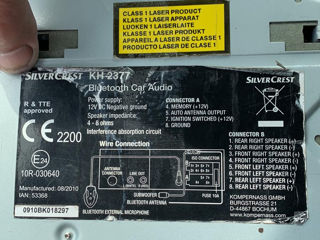 CLASS 1 LASER PRODUCT
KLASS 1 LASER APPARAT
LUOKEN 1 LASERLAITE
KLASSE 1 LASER PRODUKT
APPAREIL A LASER DE CLASSE 1
PRODUCTO LASER DE CLASE 1
SILVERCREST KH 2377
Bluetooth Car Audio
SILVERCREST
R & TTE
approved
CE 2200
E24
10R-030640
Manufactured: 08/2010
IAN: 53368
0910BK018297
Power supply:
12V DC Negative ground
Speaker impedance:
4 - 8 ohms
Interference absorption circuit
CONNECTOR A
4. MEMORY (+12V)
5. AUTO ANTENNA OUTPUT
7. IGNITION SWITCHED (+12V)
8. GROUND
Wire Connection
ANTENNA CONNECTOR
LINE OUT
ISO CONNECTOR
SUBWOOFER
FUSE 10A
BLUETOOTH ANTENNA
BLUETOOTH EXTERNAL MICROPHONE
CONNECTOR B
1. REAR RIGHT SPEAKER (+)
2. REAR RIGHT SPEAKER (-)
3. FRONT RIGHT SPEAKER (+)
4. FRONT RIGHT SPEAKER (-)
5. FRONT LEFT SPEAKER (+)
6. FRONT LEFT SPEAKER (-)
7. REAR LEFT SPEAKER (+)
8. REAR LEFT SPEAKER (-)
KOMPERNASS GMBH
BURGSTRASSE 21
D-44867 BOCHUM
www.kompernass.com